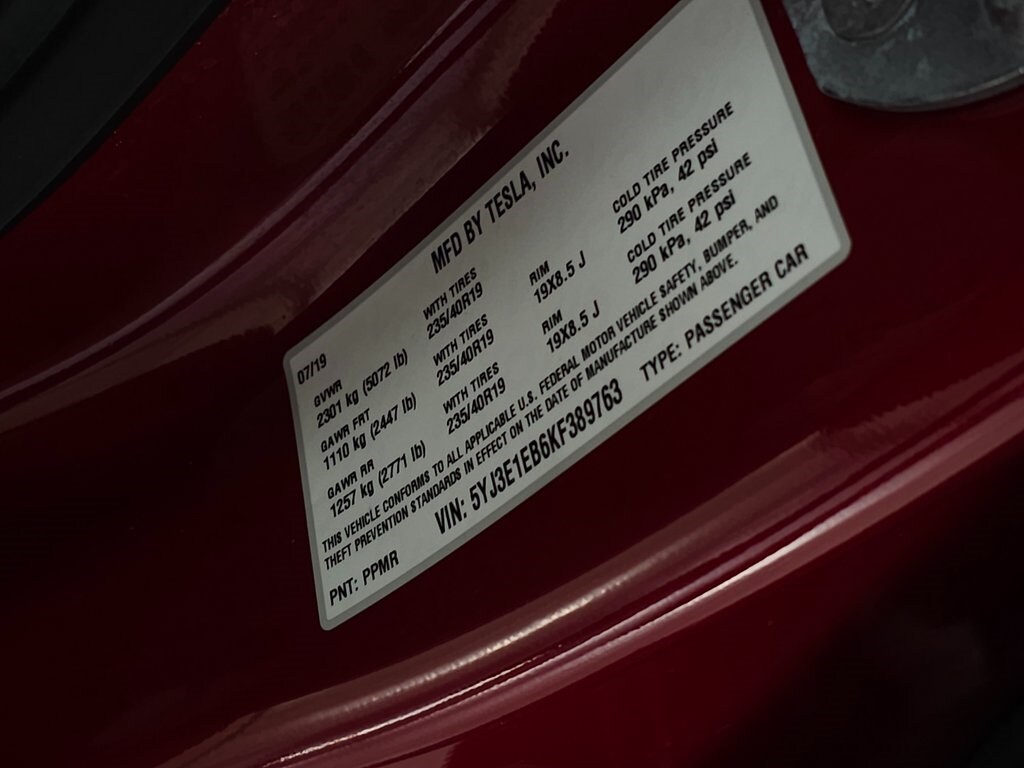 MFD BY TESLA, INC.
07/19
GVWR
2301 kg (5072 lb) WITH TIRES 235/40R19
GAWR FRT WITH TIRES RIM COLD TIRE PRESSURE
1110 kg (2447 lb) 235/40R19 19X8.5 J 290 kPa, 42 psi
GAWR RR WITH TIRES RIM COLD TIRE PRESSURE
1257 kg (2771 lb) 235/40R19 19X8.5 J 290 kPa, 42 psi
THIS VEHICLE CONFORMS TO ALL APPLICABLE U.S. FEDERAL MOTOR VEHICLE SAFETY, BUMPER, AND
THEFT PREVENTION STANDARDS IN EFFECT ON THE DATE OF MANUFACTURE SHOWN ABOVE.
VIN: 5YJ3E1EB6KF389763 TYPE: PASSENGER CAR
PNT: PPMR